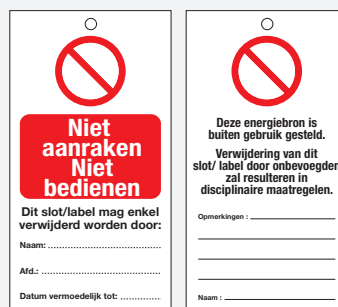 Niet
aanraken
Niet
bedienen
Dit slot/label mag enkel
verwijderd worden door:
Naam: ................................
Afd.: ................................
Datum vermoedelijk tot: ............
Deze energiebron is
buiten gebruik gesteld.
Verwijdering van dit
slot/ label door onbevoegden
zal resulteren in
disciplinaire maatregelen.
Opmerkingen :
Naam :